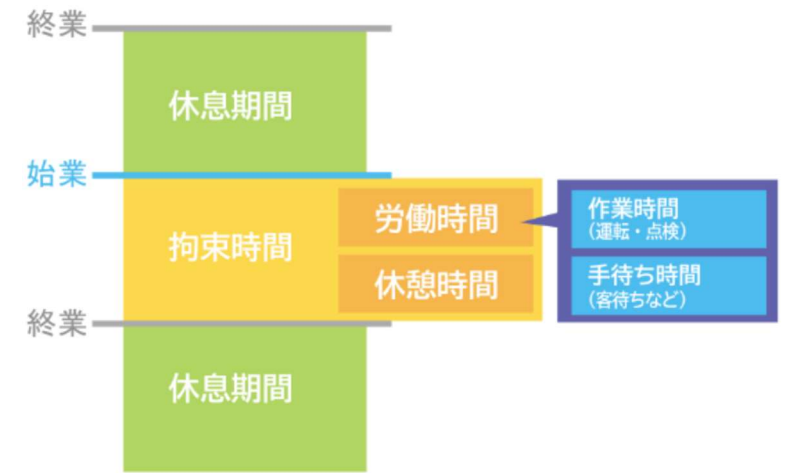 終業
休息期間
始業
拘束時間
労働時間
休憩時間
作業時間
(運転・点検)
手待ち時間
(客待ちなど)
終業
休息期間